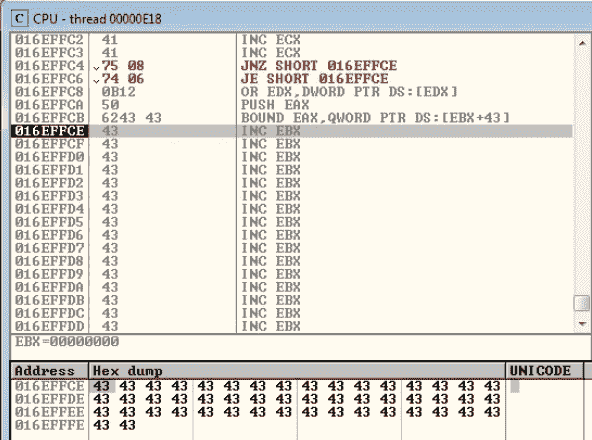 C CPU - thread 00000E18
016EFFC2 41 INC ECX
016EFFC3 41 INC ECX
016EFFC4 75 08 JNZ SHORT 016EFFCE
016EFFC6 74 06 JE SHORT 016EFFCE
016EFFC8 0B12 OR EDX,DWORD PTR DS:[EDX]
016EFFCA 50 PUSH EAX
016EFFCB 6243 43 BOUND EAX,QWORD PTR DS:[EBX+43]
016EFFCE 43 INC EBX
016EFFCF 43 INC EBX
016EFFD0 43 INC EBX
016EFFD1 43 INC EBX
016EFFD2 43 INC EBX
016EFFD3 43 INC EBX
016EFFD4 43 INC EBX
016EFFD5 43 INC EBX
016EFFD6 43 INC EBX
016EFFD7 43 INC EBX
016EFFD8 43 INC EBX
016EFFD9 43 INC EBX
016EFFDA 43 INC EBX
016EFFDB 43 INC EBX
016EFFDC 43 INC EBX
016EFFDD 43 INC EBX
EBX=00000000
Address Hex dump UNICODE
016EFFCE 43 43 43 43 43 43 43 43 43 43 43 43 43 43 43 43
016EFFDE 43 43 43 43 43 43 43 43 43 43 43 43 43 43 43 43
016EFFEE 43 43 43 43 43 43 43 43 43 43 43 43 43 43 43 43
016EFFFE 43 43